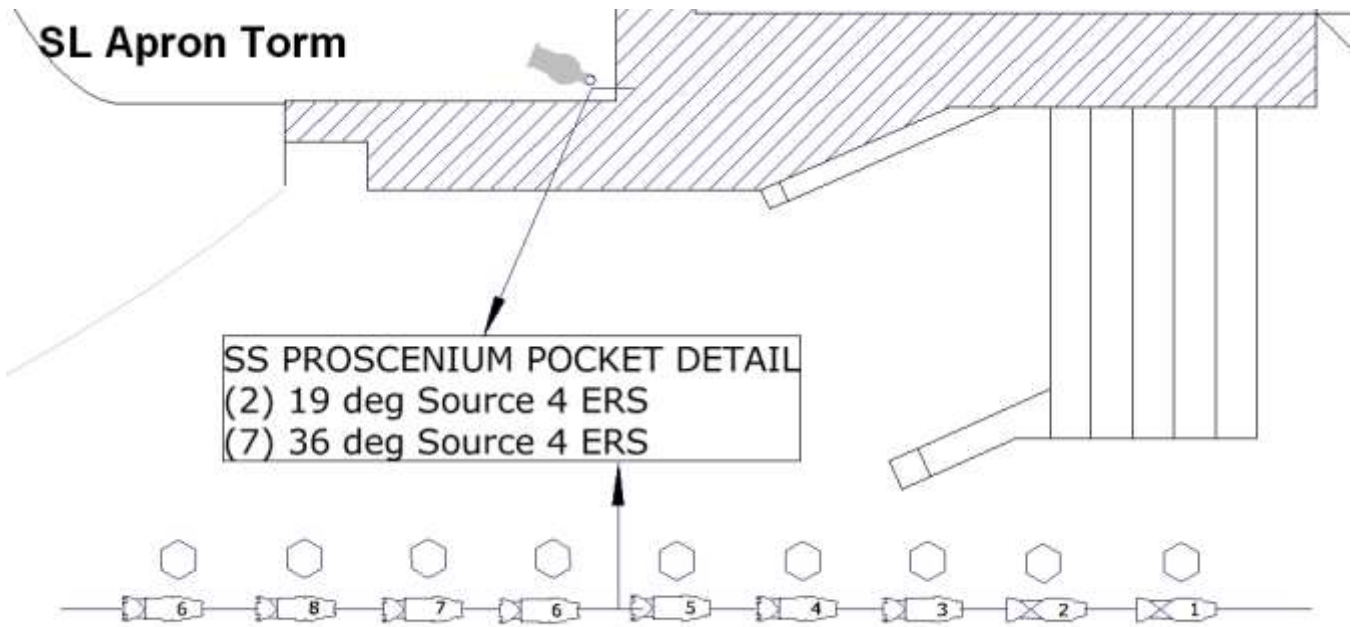 SL Apron Torm
SS PROSCENIUM POCKET DETAIL
(2) 19 deg Source 4 ERS
(7) 36 deg Source 4 ERS
6 8 7 6 5 4 3 2 1